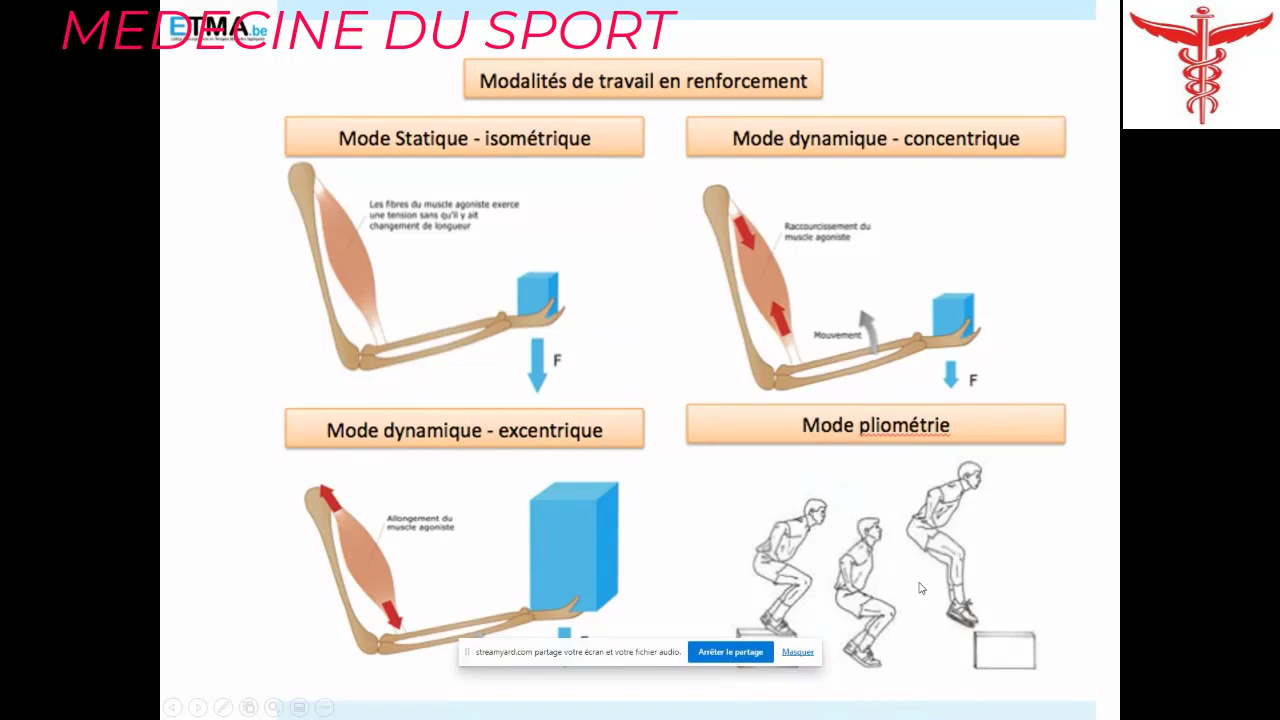 MEDECINE DU SPORT
ETMA.be
Modalités de travail en renforcement
Mode Statique - isométrique
Mode dynamique - concentrique
Les fibres du muscle agoniste exerce
une tension sans qu'il y ait
changement de longueur
F
Raccourcissement du
muscle agoniste
Mouvement
F
Mode dynamique - excentrique
Mode pliométrie
Allongement du
muscle agoniste
streamyard.com partage votre écran et votre fichier audio.
Arrêter le partage
Masquer